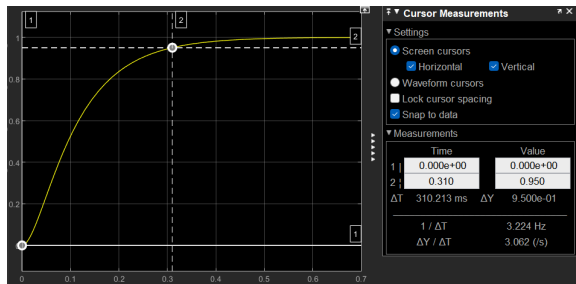 1
2
1
2
0.8
0.6
0.4
0.2
0
1
0
0.1
0.2
0.3
0.4
0.5
0.6
0.7
Cursor Measurements
Settings
Screen cursors
Horizontal Vertical
Waveform cursors
Lock cursor spacing
Snap to data
Measurements
Time Value
1 | 0.000e+00 0.000e+00
2 ¦ 0.310 0.950
ΔT 310.213 ms ΔY 9.500e-01
1 / ΔT 3.224 Hz
ΔY / ΔT 3.062 (/s)